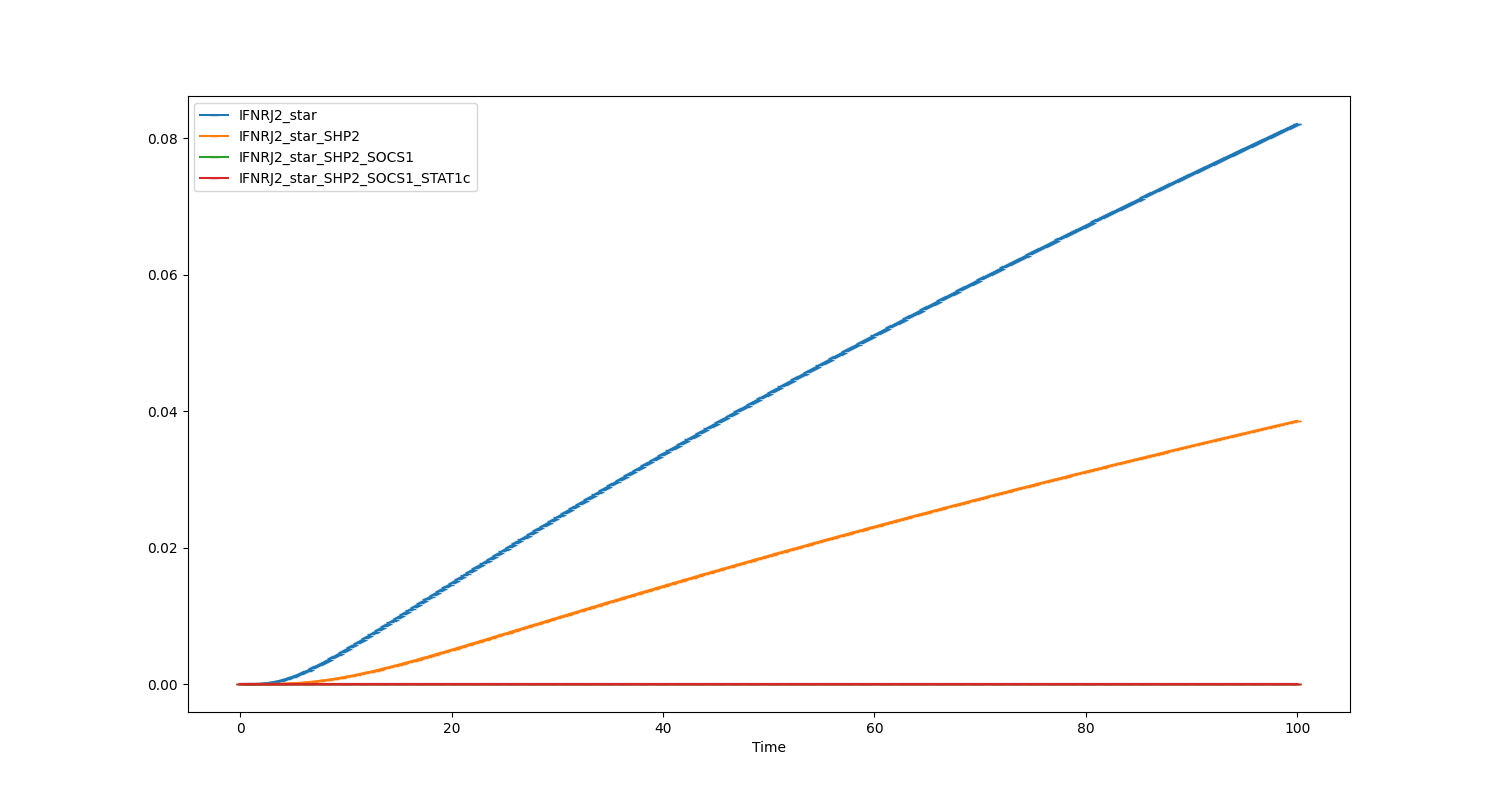 IFNRJ2_star
IFNRJ2_star_SHP2
IFNRJ2_star_SHP2_SOCS1
IFNRJ2_star_SHP2_SOCS1_STAT1c
0.08
0.06
0.04
0.02
0.00
0 20 40 60 80 100
Time